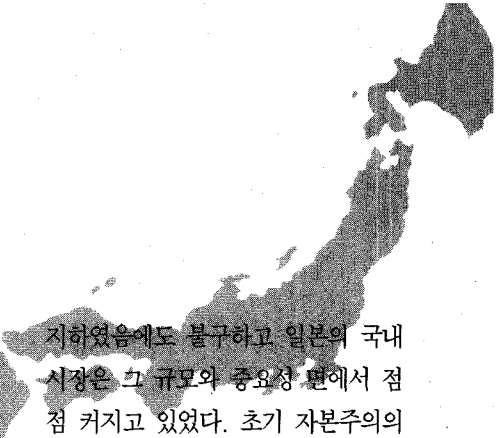 지하였음에도 불구하고 일본의 국내
시장은 그 규모와 중요성 면에서 점
점 커지고 있었다. 초기 자본주의의